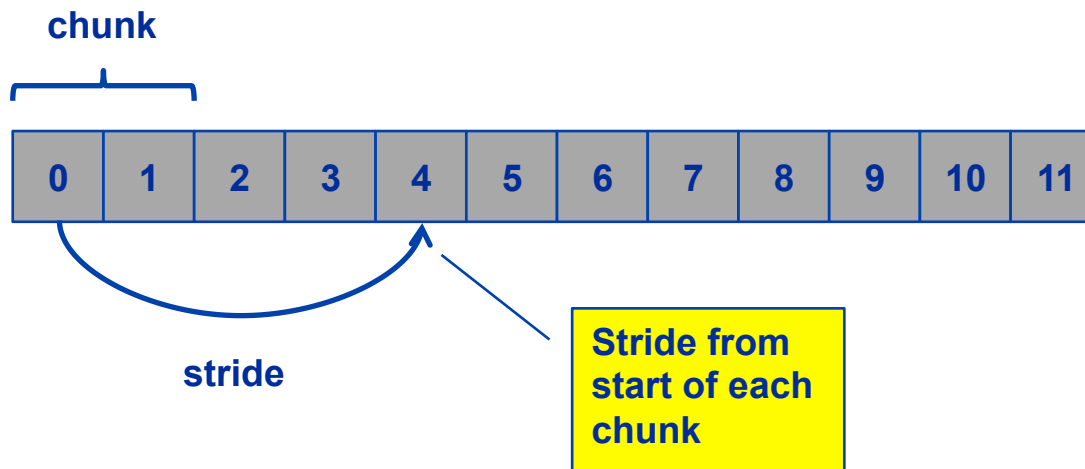 chunk
0 1 2 3 4 5 6 7 8 9 10 11
stride
Stride from
start of each
chunk